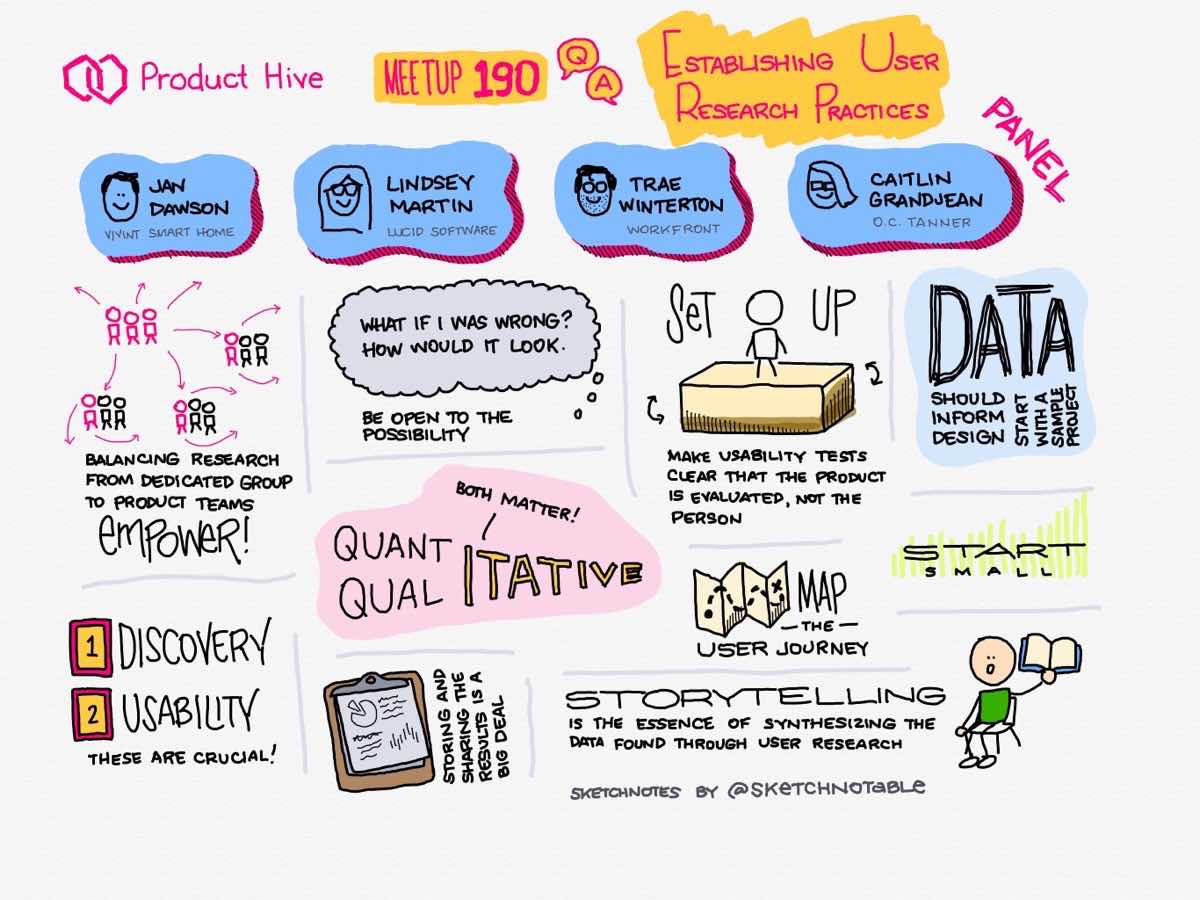 Product Hive
MEETUP 190
Q
A
ESTABLISHING USER
RESEARCH PRACTICES
PANEL
JAN
DAWSON
VIVINT SMART HOME
LINDSEY
MARTIN
LUCID SOFTWARE
TRAE
WINTERTON
WORKFRONT
CAITLIN
GRANDJEAN
O.C. TANNER
BALANCING RESEARCH
FROM DEDICATED GROUP
TO PRODUCT TEAMS
EMPOWER!
WHAT IF I WAS WRONG?
HOW WOULD IT LOOK.
BE OPEN TO THE
POSSIBILITY
SET UP
MAKE USABILITY TESTS
CLEAR THAT THE PRODUCT
IS EVALUATED, NOT THE
PERSON
DATA
SHOULD
INFORM
DESIGN
START
WITH A
SAMPLE
PROJECT
BOTH MATTER!
QUANT
QUAL
ITATIVE
START
SMALL
MAP
THE
USER JOURNEY
1 DISCOVERY
2 USABILITY
THESE ARE CRUCIAL!
STORING AND
SHARING THE
RESULTS IS A
BIG DEAL
STORYTELLING
IS THE ESSENCE OF SYNTHESIZING THE
DATA FOUND THROUGH USER RESEARCH
SKETCHNOTES BY @SKETCHNOTABLE